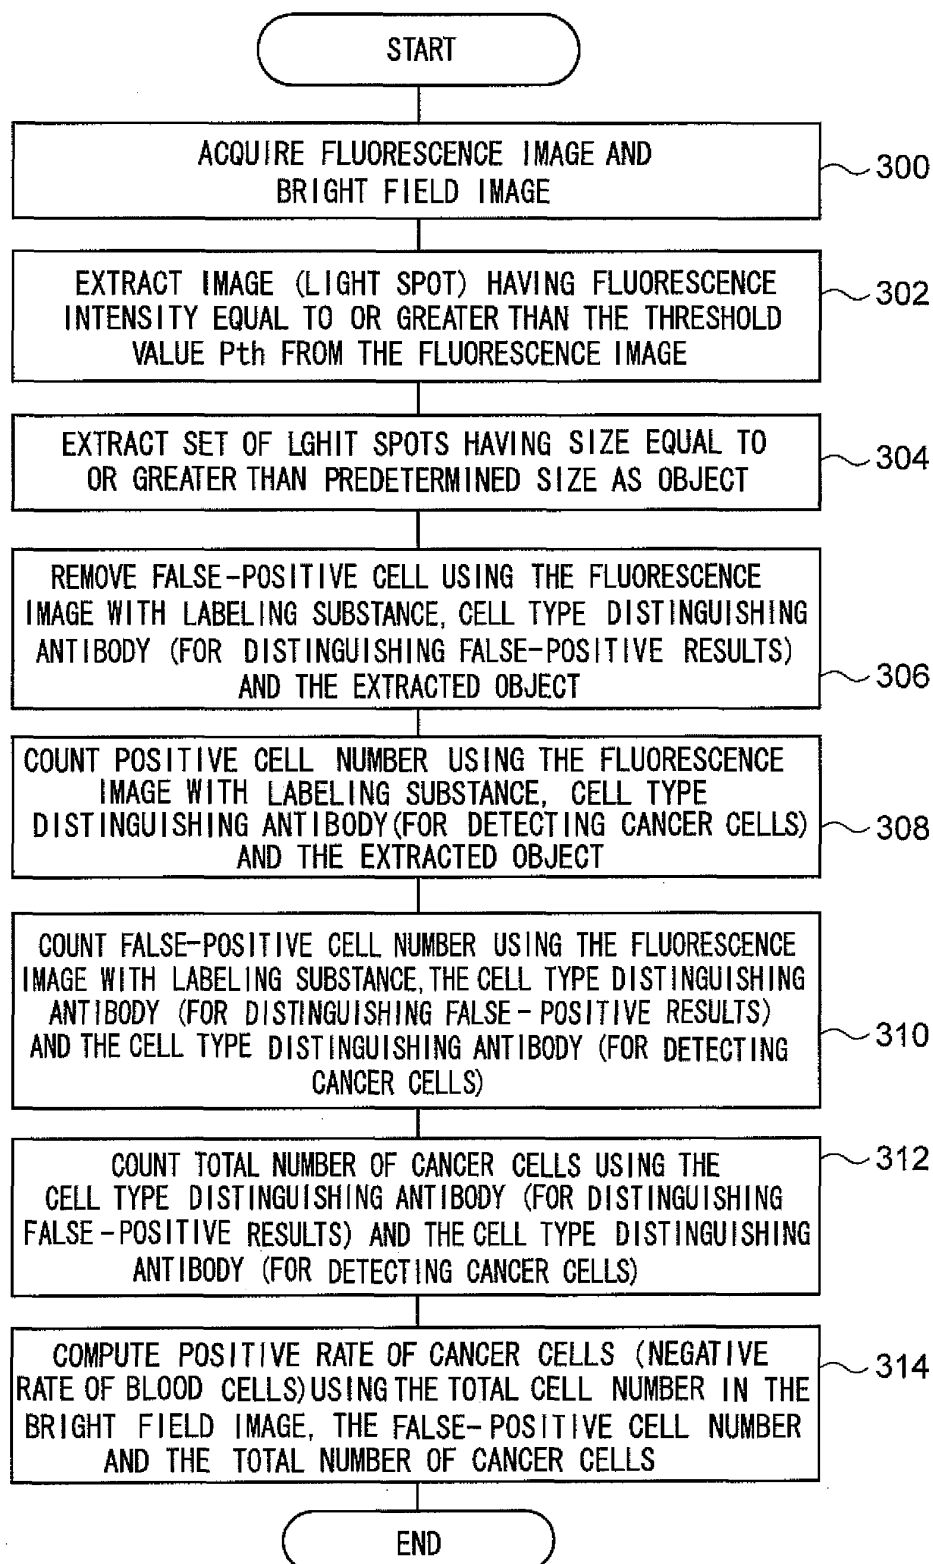 START
ACQUIRE FLUORESCENCE IMAGE AND
BRIGHT FIELD IMAGE
300
EXTRACT IMAGE (LIGHT SPOT) HAVING FLUORESCENCE
INTENSITY EQUAL TO OR GREATER THAN THE THRESHOLD
VALUE Pth FROM THE FLUORESCENCE IMAGE
302
EXTRACT SET OF LGHIT SPOTS HAVING SIZE EQUAL TO
OR GREATER THAN PREDETERMINED SIZE AS OBJECT
304
REMOVE FALSE-POSITIVE CELL USING THE FLUORESCENCE
IMAGE WITH LABELING SUBSTANCE, CELL TYPE DISTINGUISHING
ANTIBODY (FOR DISTINGUISHING FALSE-POSITIVE RESULTS)
AND THE EXTRACTED OBJECT
306
COUNT POSITIVE CELL NUMBER USING THE FLUORESCENCE
IMAGE WITH LABELING SUBSTANCE, CELL TYPE
DISTINGUISHING ANTIBODY (FOR DETECTING CANCER CELLS)
AND THE EXTRACTED OBJECT
308
COUNT FALSE-POSITIVE CELL NUMBER USING THE FLUORESCENCE
IMAGE WITH LABELING SUBSTANCE, THE CELL TYPE DISTINGUISHING
ANTIBODY (FOR DISTINGUISHING FALSE-POSITIVE RESULTS)
AND THE CELL TYPE DISTINGUISHING ANTIBODY (FOR DETECTING
CANCER CELLS)
310
COUNT TOTAL NUMBER OF CANCER CELLS USING THE
CELL TYPE DISTINGUISHING ANTIBODY (FOR DISTINGUISHING
FALSE-POSITIVE RESULTS) AND THE CELL TYPE DISTINGUISHING
ANTIBODY (FOR DETECTING CANCER CELLS)
312
COMPUTE POSITIVE RATE OF CANCER CELLS (NEGATIVE
RATE OF BLOOD CELLS) USING THE TOTAL CELL NUMBER IN THE
BRIGHT FIELD IMAGE, THE FALSE-POSITIVE CELL NUMBER
AND THE TOTAL NUMBER OF CANCER CELLS
314
END